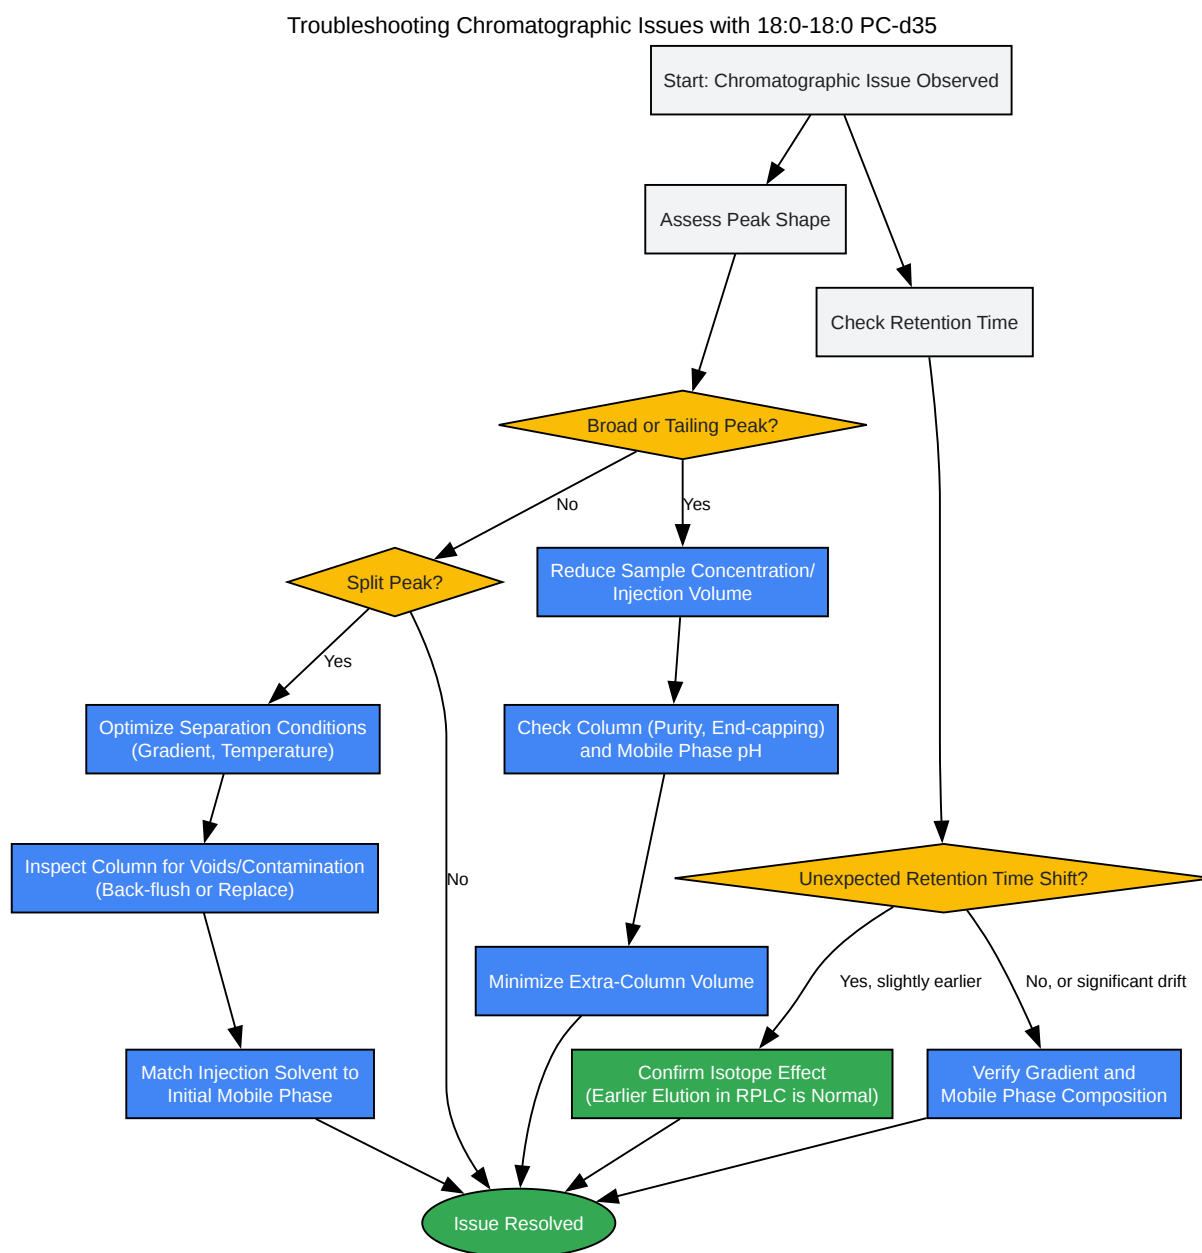 Troubleshooting Chromatographic Issues with 18:0-18:0 PC-d35
Start: Chromatographic Issue Observed
Assess Peak Shape
Check Retention Time
Broad or Tailing Peak?
No
Yes
Split Peak?
Reduce Sample Concentration/
Injection Volume
Yes
Optimize Separation Conditions
(Gradient, Temperature)
Check Column (Purity, End-capping)
and Mobile Phase pH
Inspect Column for Voids/Contamination
(Back-flush or Replace)
No
Unexpected Retention Time Shift?
Minimize Extra-Column Volume
Yes, slightly earlier
No, or significant drift
Match Injection Solvent to
Initial Mobile Phase
Confirm Isotope Effect
(Earlier Elution in RPLC is Normal)
Verify Gradient and
Mobile Phase Composition
Issue Resolved